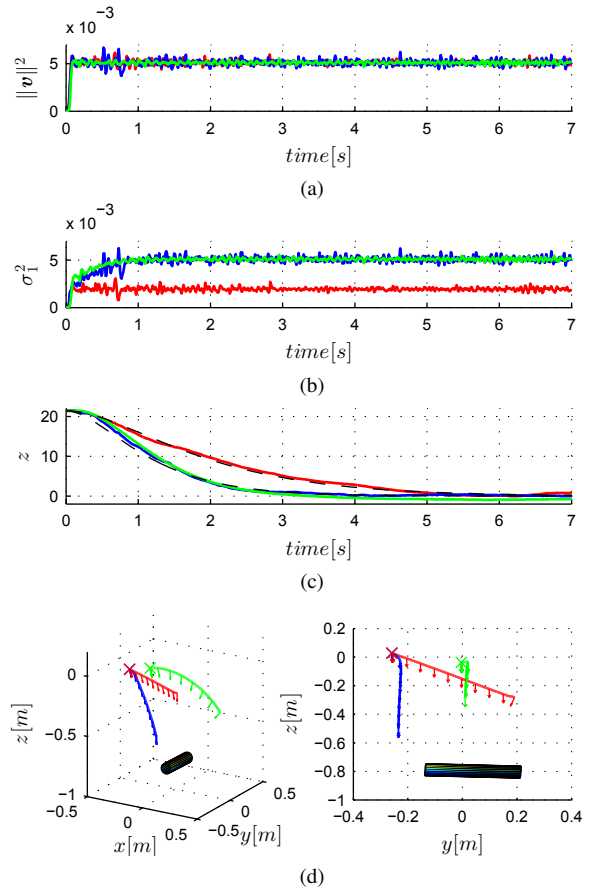 x 10⁻³
5
0
||v||²
0 1 2 3 4 5 6 7
time[s]
(a)
x 10⁻³
5
0
σ₁²
0 1 2 3 4 5 6 7
time[s]
(b)
20
10
0
z
0 1 2 3 4 5 6 7
time[s]
(c)
0
−0.5
−1
z[m]
−0.5 0 0.5
x[m]
−0.5 0 0.5
y[m]
0.2
0
−0.2
−0.4
−0.6
−0.8
−1
z[m]
−0.4 −0.2 0 0.2 0.4
y[m]
(d)